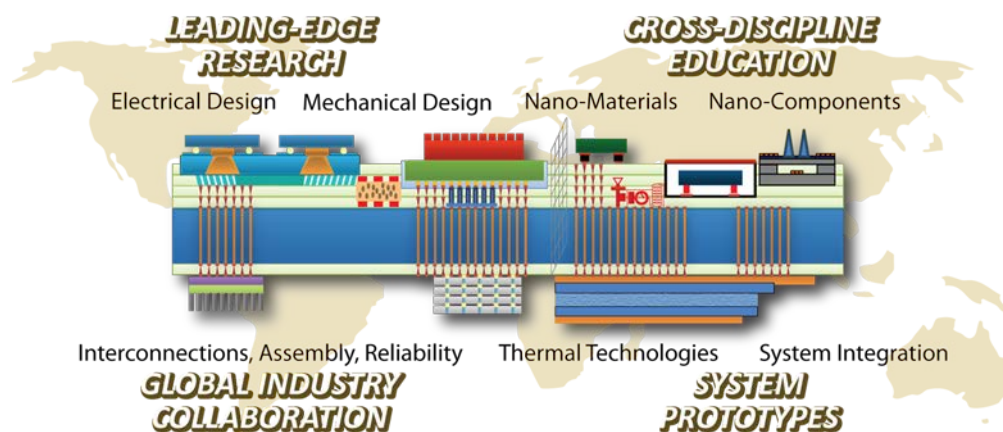 LEADING-EDGE
RESEARCH
CROSS-DISCIPLINE
EDUCATION
Electrical Design
Mechanical Design
Nano-Materials
Nano-Components
Interconnections, Assembly, Reliability
Thermal Technologies
System Integration
GLOBAL INDUSTRY
COLLABORATION
SYSTEM
PROTOTYPES